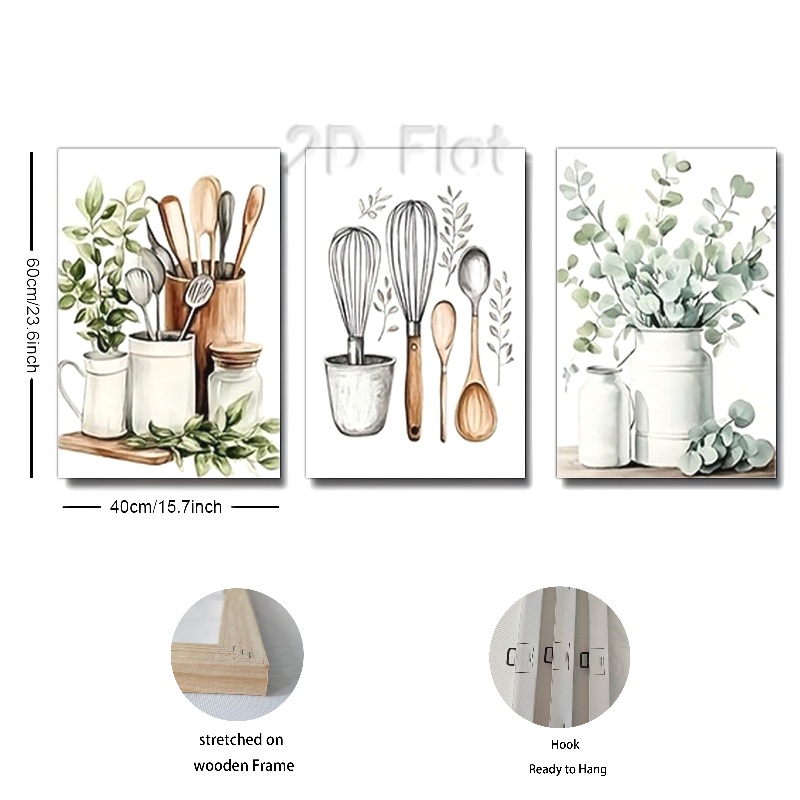 2D Flat
60cm/23.6inch
40cm/15.7inch
stretched on
wooden Frame
Hook
Ready to Hang